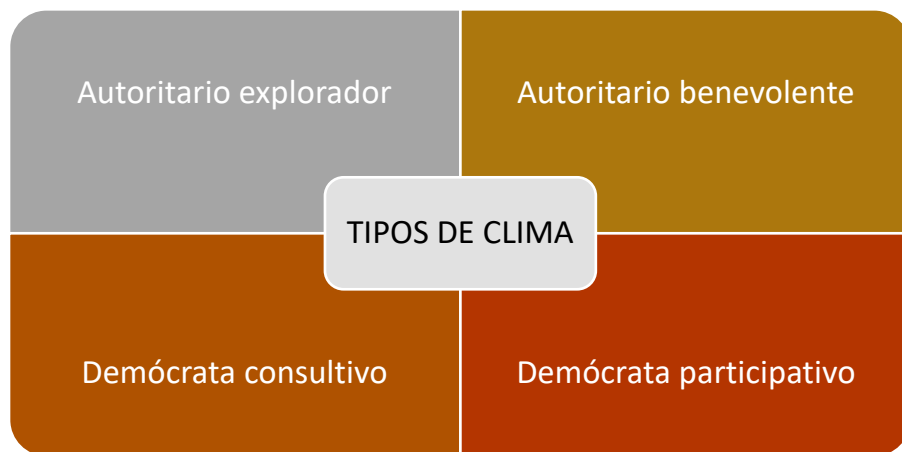 Autoritario explorador
Autoritario benevolente
TIPOS DE CLIMA
Demócrata consultivo
Demócrata participativo